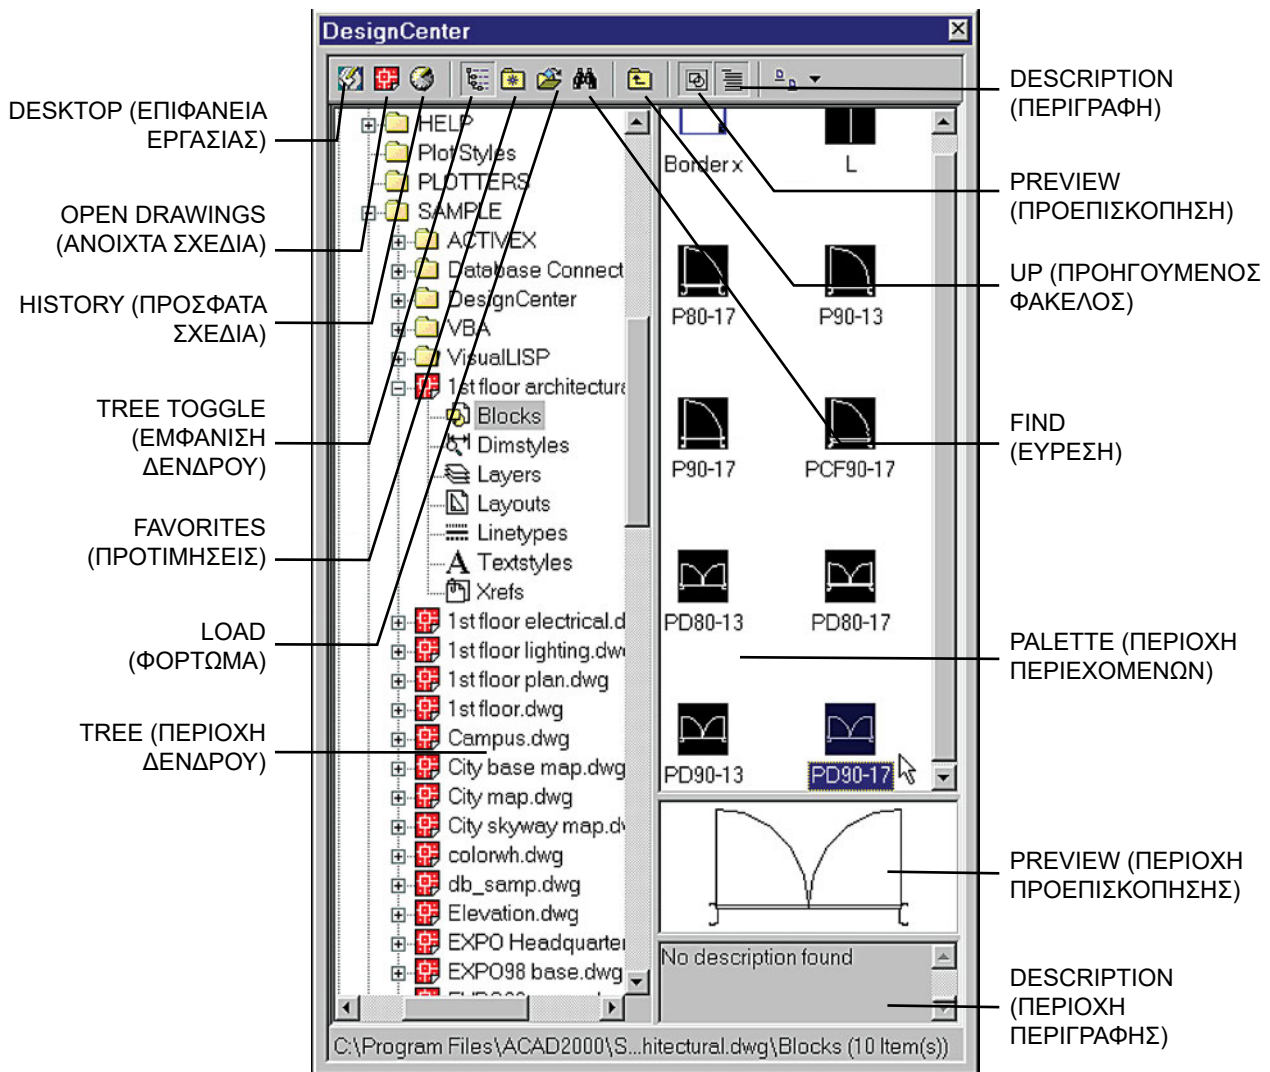 DesignCenter
DESKTOP (ΕΠΙΦΑΝΕΙΑ
ΕΡΓΑΣΙΑΣ)
OPEN DRAWINGS
(ΑΝΟΙΧΤΑ ΣΧΕΔΙΑ)
HISTORY (ΠΡΟΣΦΑΤΑ
ΣΧΕΔΙΑ)
TREE TOGGLE
(ΕΜΦΑΝΙΣΗ
ΔΕΝΔΡΟΥ)
FAVORITES
(ΠΡΟΤΙΜΗΣΕΙΣ)
LOAD
(ΦΟΡΤΩΜΑ)
TREE (ΠΕΡΙΟΧΗ
ΔΕΝΔΡΟΥ)
HELP
PlotStyles
PLOTTERS
SAMPLE
ACTIVEX
Database Connect
DesignCenter
VBA
VisualLISP
1st floor architectura
Blocks
Dimstyles
Layers
Layouts
Linetypes
Textstyles
Xrefs
1st floor electrical.d
1st floor lighting.dw
1st floor plan.dwg
1st floor.dwg
Campus.dwg
City base map.dwg
City map.dwg
City skyway map.d
colorwh.dwg
db_samp.dwg
Elevation.dwg
EXPO Headquarte
EXPO98 base.dwg
Border x
L
P80-17
P90-13
P90-17
PCF90-17
PD80-13
PD80-17
PD90-13
PD90-17
No description found
C:\Program Files\ACAD2000\S...hitectural.dwg\Blocks (10 Item(s))
DESCRIPTION
(ΠΕΡΙΓΡΑΦΗ)
PREVIEW
(ΠΡΟΕΠΙΣΚΟΠΗΣΗ)
UP (ΠΡΟΗΓΟΥΜΕΝΟΣ
ΦΑΚΕΛΟΣ)
FIND
(ΕΥΡΕΣΗ)
PALETTE (ΠΕΡΙΟΧΗ
ΠΕΡΙΕΧΟΜΕΝΩΝ)
PREVIEW (ΠΕΡΙΟΧΗ
ΠΡΟΕΠΙΣΚΟΠΗΣΗΣ)
DESCRIPTION
(ΠΕΡΙΟΧΗ
ΠΕΡΙΓΡΑΦΗΣ)